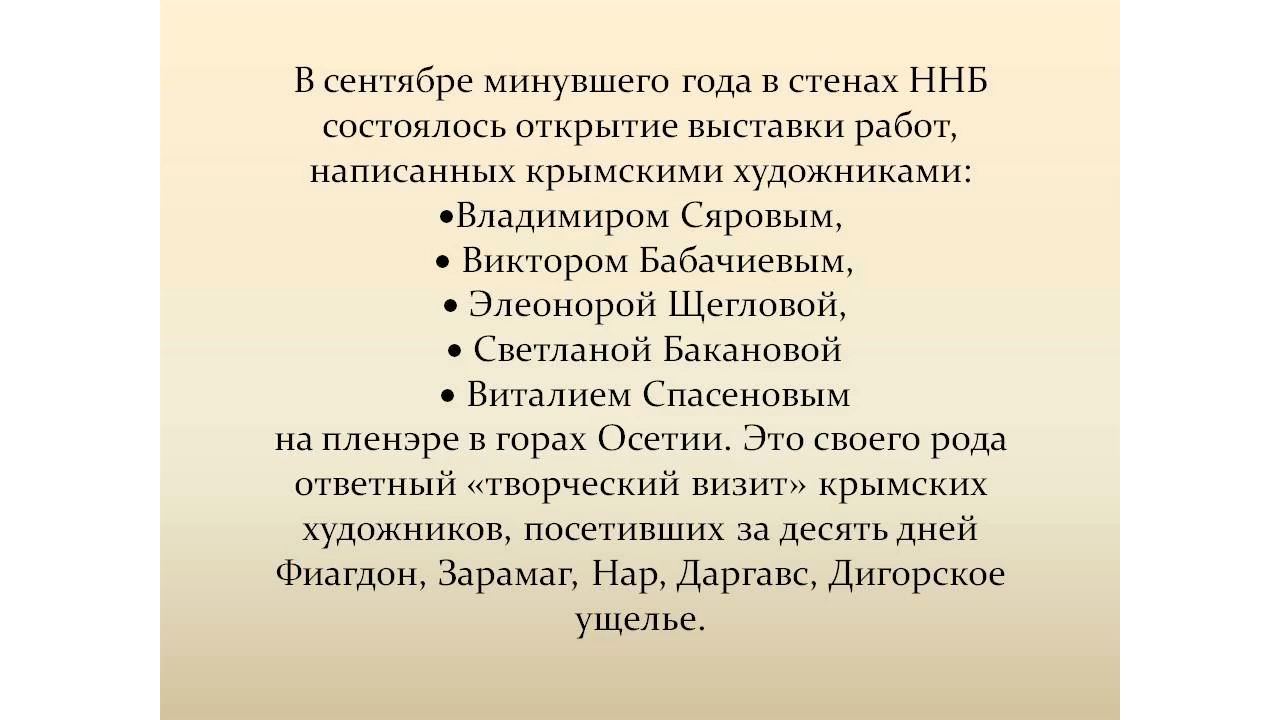 В сентябре минувшего года в стенах ННБ
состоялось открытие выставки работ,
написанных крымскими художниками:
•Владимиром Сяровым,
• Виктором Бабачиевым,
• Элеонорой Щегловой,
• Светланой Бакановой
• Виталием Спасеновым
на пленэре в горах Осетии. Это своего рода
ответный «творческий визит» крымских
художников, посетивших за десять дней
Фиагдон, Зарамаг, Нар, Даргавс, Дигорское
ущелье.